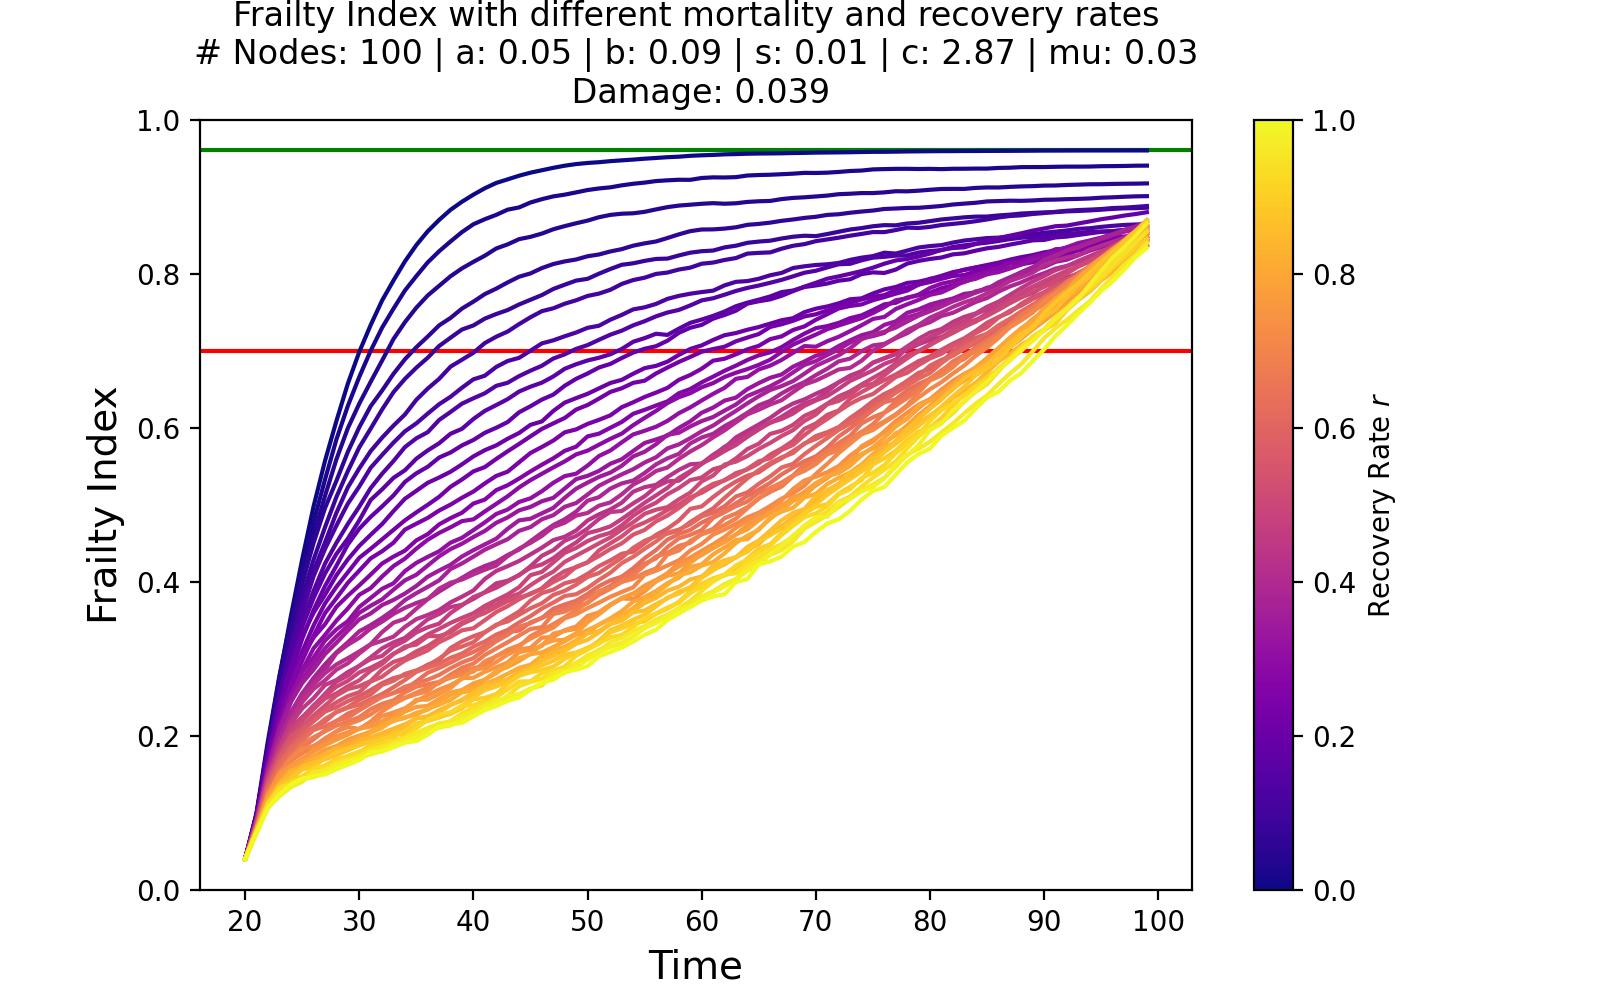 Frailty Index with different mortality and recovery rates
# Nodes: 100 | a: 0.05 | b: 0.09 | s: 0.01 | c: 2.87 | mu: 0.03
Damage: 0.039
Frailty Index
1.0
0.8
0.6
0.4
0.2
0.0
20 30 40 50 60 70 80 90 100
Time
1.0
0.8
0.6
0.4
0.2
0.0
Recovery Rate r